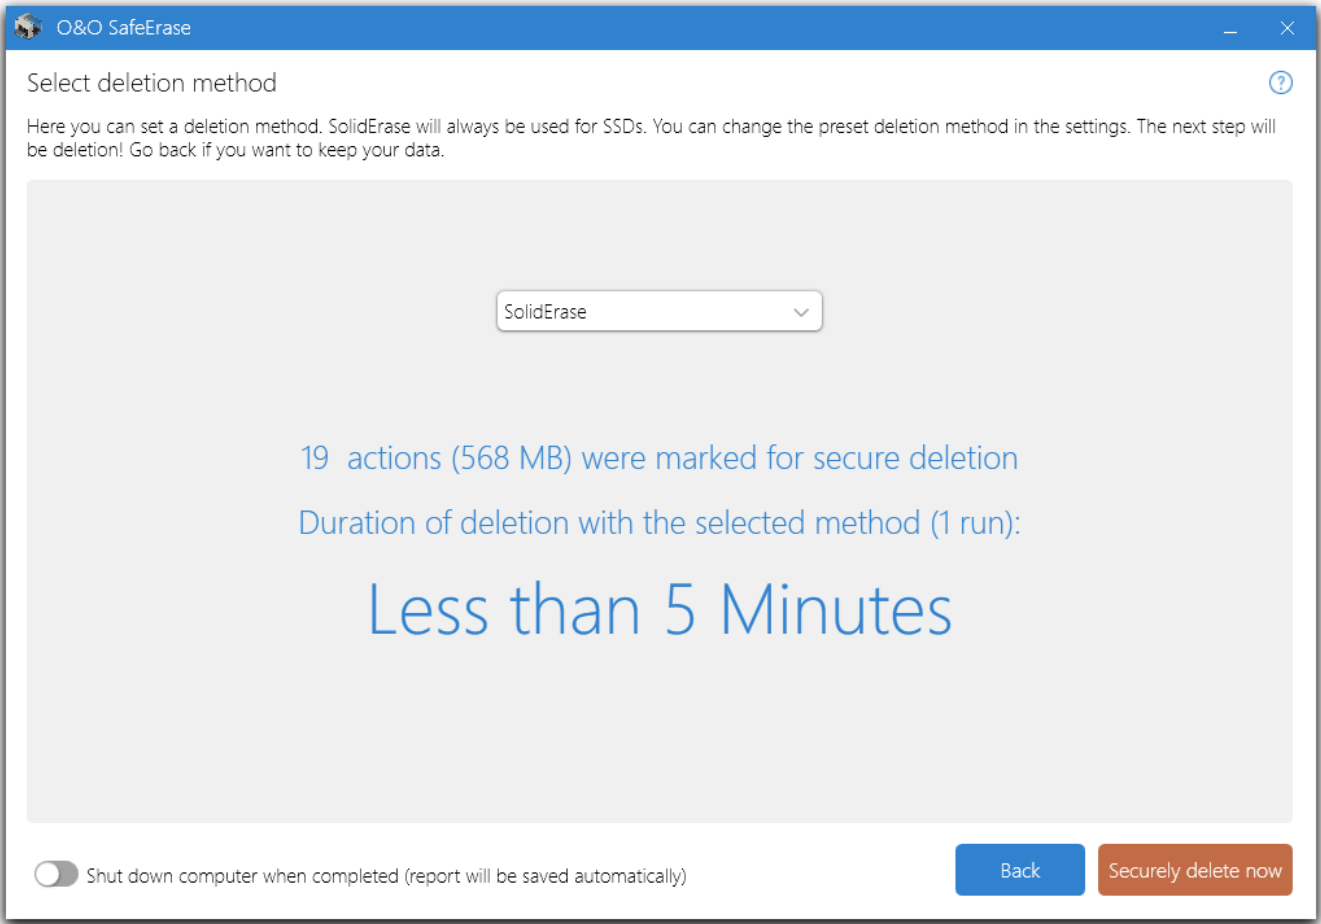 O&O SafeErase
Select deletion method
Here you can set a deletion method. SolidErase will always be used for SSDs. You can change the preset deletion method in the settings. The next step will
be deletion! Go back if you want to keep your data.
SolidErase
19 actions (568 MB) were marked for secure deletion
Duration of deletion with the selected method (1 run):
Less than 5 Minutes
Shut down computer when completed (report will be saved automatically)
Back
Securely delete now